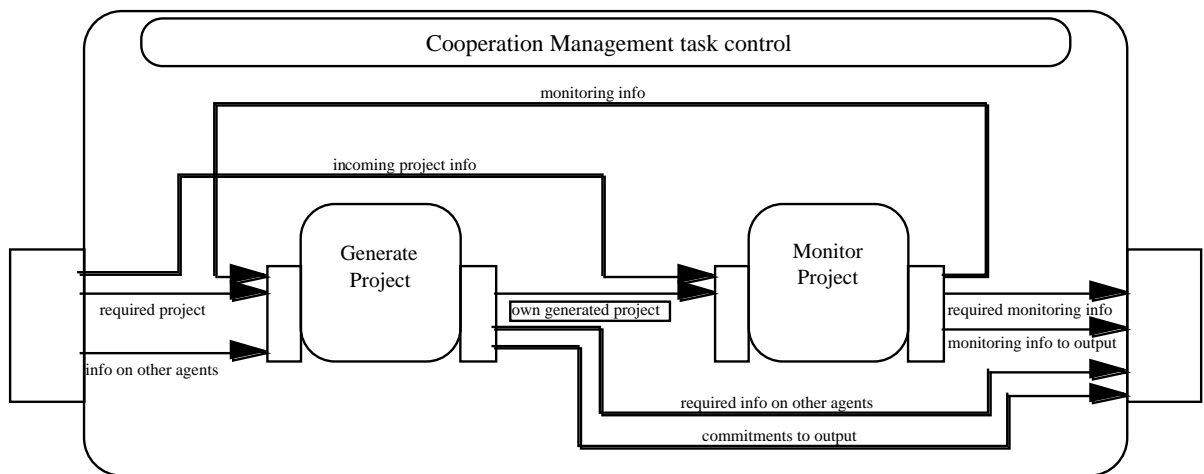 Cooperation Management task control
monitoring info
incoming project info
Generate
Project
Monitor
Project
required project
own generated project
required monitoring info
monitoring info to output
info on other agents
required info on other agents
commitments to output